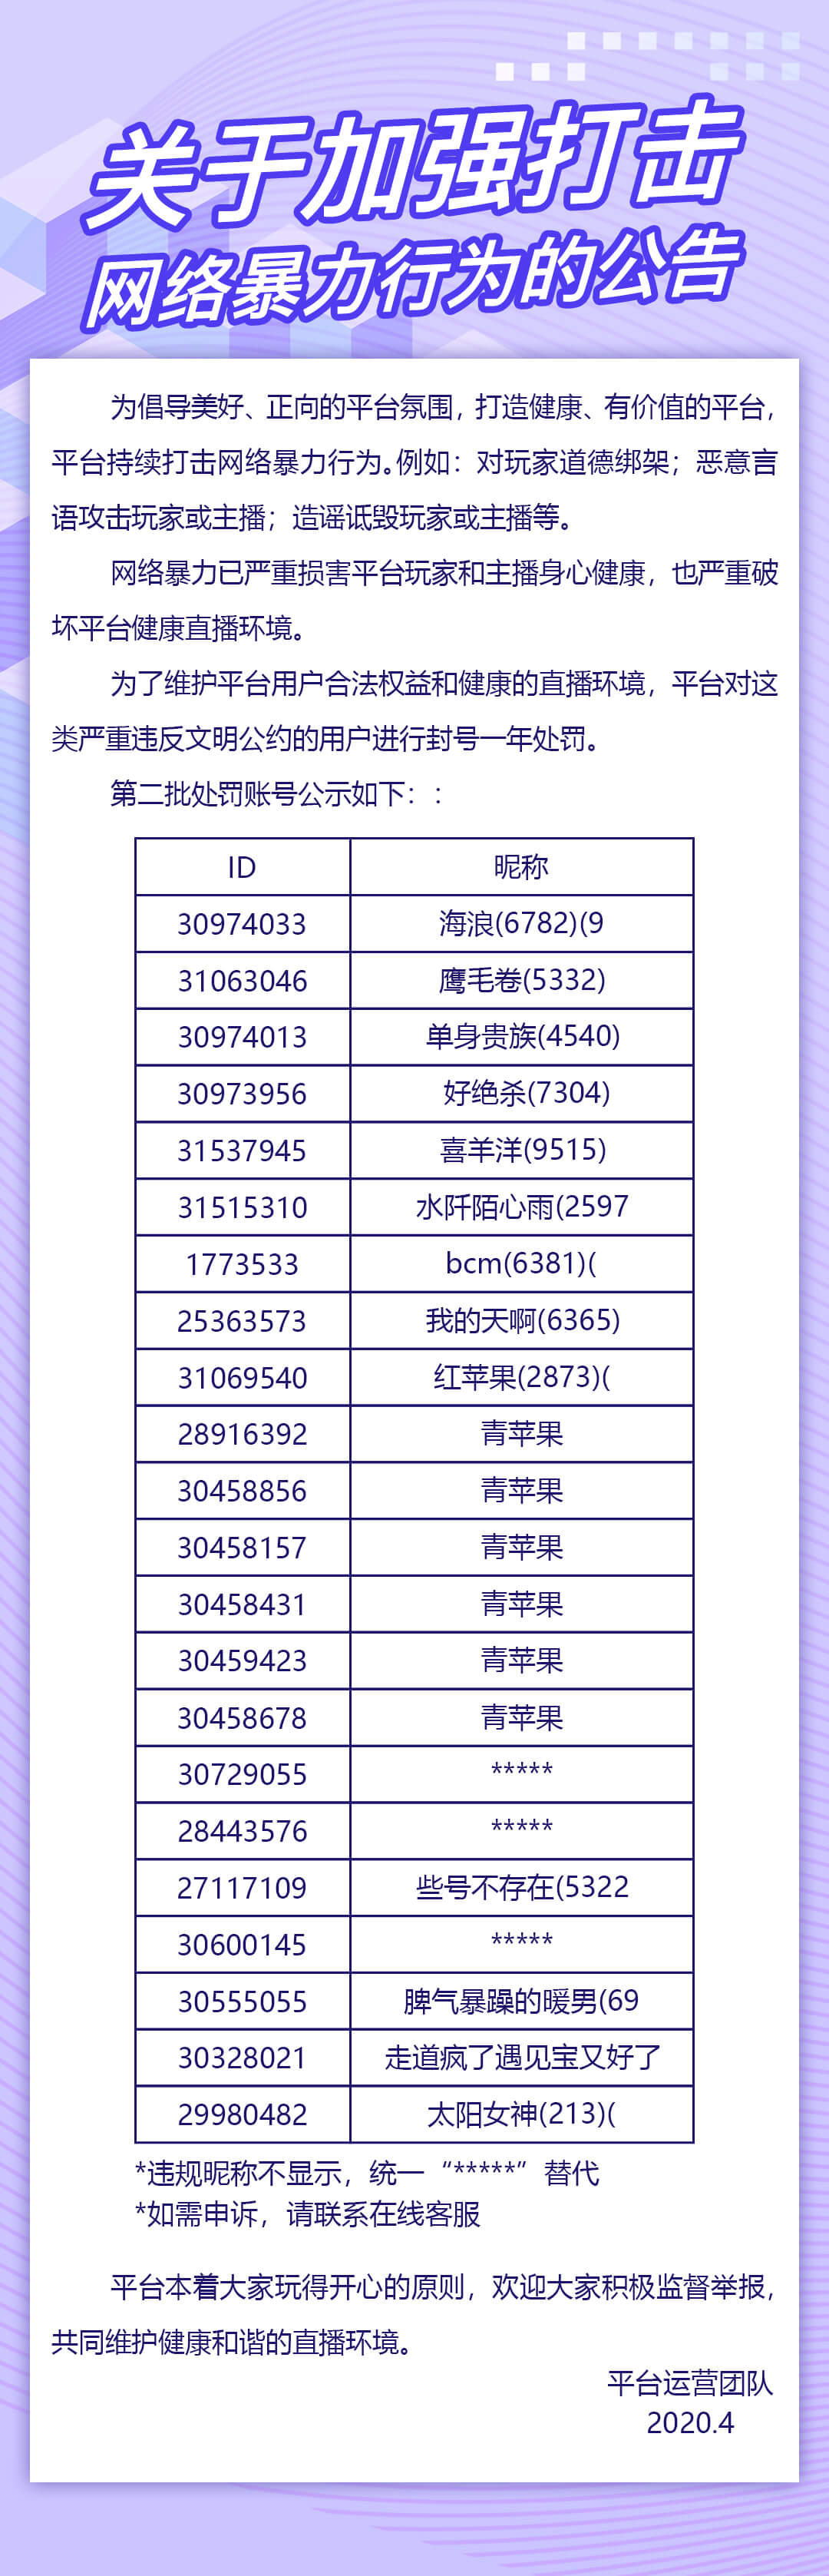 关于加强打击
网络暴力行为的公告
为倡导美好、正向的平台氛围，打造健康、有价值的平台，
平台持续打击网络暴力行为。例如：对玩家道德绑架；恶意言
语攻击玩家或主播；造谣诋毁玩家或主播等。
网络暴力已严重损害平台玩家和主播身心健康，也严重破
坏平台健康直播环境。
为了维护平台用户合法权益和健康的直播环境，平台对这
类严重违反文明公约的用户进行封号一年处罚。
第二批处罚账号公示如下：:
ID 昵称
30974033 海浪(6782)(9
31063046 鹰毛卷(5332)
30974013 单身贵族(4540)
30973956 好绝杀(7304)
31537945 喜羊洋(9515)
31515310 水阡陌心雨(2597
1773533 bcm(6381)(
25363573 我的天啊(6365)
31069540 红苹果(2873)(
28916392 青苹果
30458856 青苹果
30458157 青苹果
30458431 青苹果
30459423 青苹果
30458678 青苹果
30729055 *****
28443576 *****
27117109 些号不存在(5322
30600145 *****
30555055 脾气暴躁的暖男(69
30328021 走道疯了遇见宝又好了
29980482 太阳女神(213)(
*违规昵称不显示，统一“*****”替代
*如需申诉，请联系在线客服
平台本着大家玩得开心的原则，欢迎大家积极监督举报，
共同维护健康和谐的直播环境。
平台运营团队
2020.4